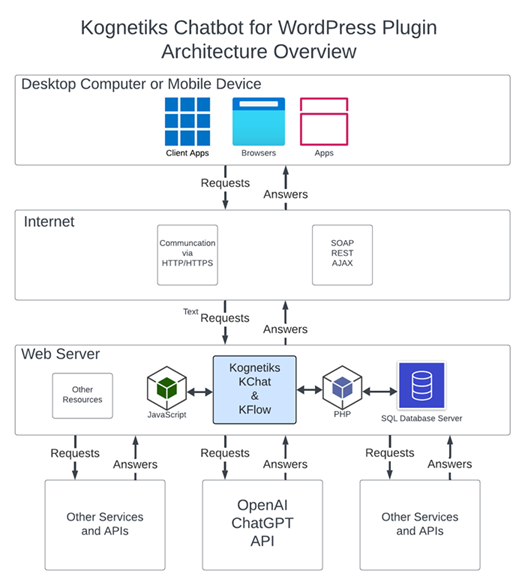 Kognetiks Chatbot for WordPress Plugin
Architecture Overview
Desktop Computer or Mobile Device
Client Apps
Browsers
Apps
Requests
Answers
Internet
Communcation
via
HTTP/HTTPS
SOAP
REST
AJAX
Text
Requests
Answers
Web Server
Other
Resources
JavaScript
Kognetiks
KChat
&
KFlow
PHP
SQL Database Server
Requests
Answers
Requests
Answers
Requests
Answers
Other Services
and APIs
OpenAI
ChatGPT
API
Other Services
and APIs